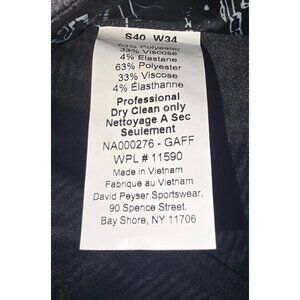 S40 W34
63% Polyester
33% Viscose
4% Elastane
63% Polyester
33% Viscose
4% Élasthanne
Professional
Dry Clean only
Nettoyage A Sec
Seulement
NA000276 - GAFF
WPL # 11590
Made in Vietnam
Fabrique au Vietnam
David Peyser Sportswear.
90 Spence Street.
Bay Shore, NY 11706